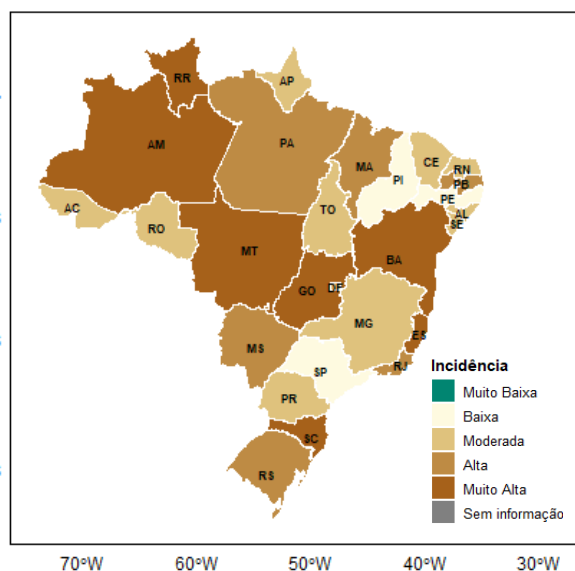 RR
AP
AM
PA
MA
CE
RN
PB
PI
PE
AL
SE
AC
TO
RO
BA
MT
GO
DF
MG
ES
MS
SP
RJ
PR
SC
RS
Incidência
Muito Baixa
Baixa
Moderada
Alta
Muito Alta
Sem informação
70°W 60°W 50°W 40°W 30°W